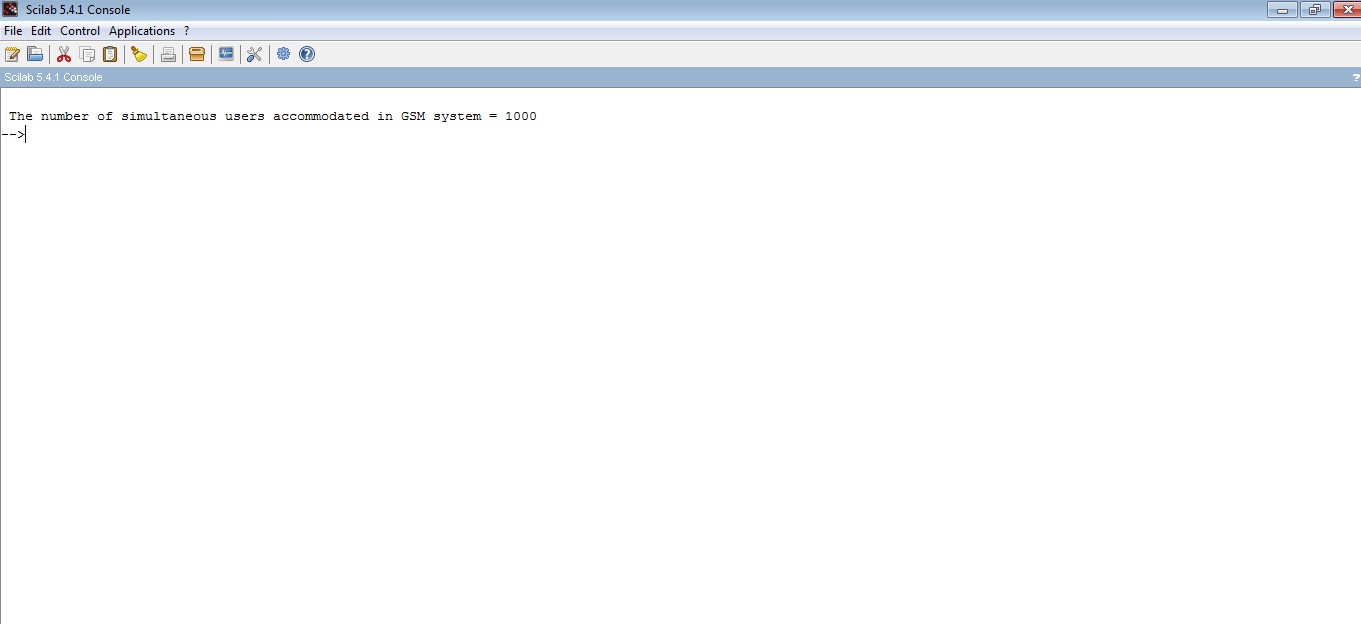 Scilab 5.4.1 Console
File Edit Control Applications ?
Scilab 5.4.1 Console ?
The number of simultaneous users accommodated in GSM system = 1000
-->